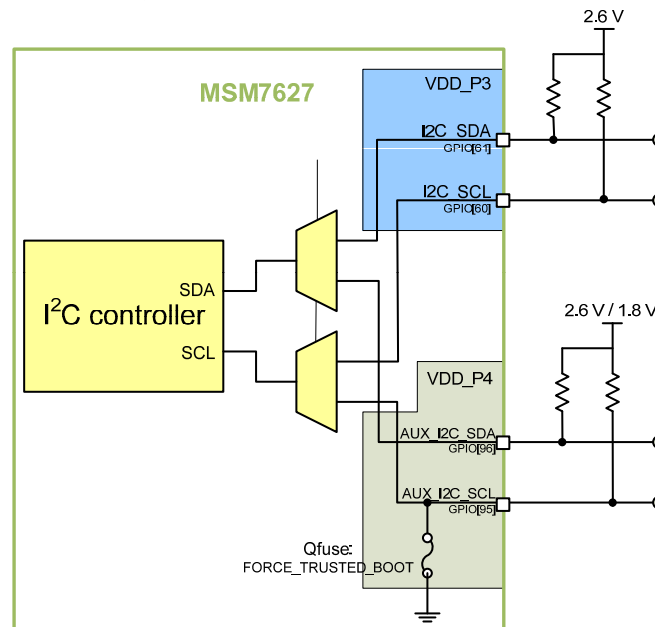 2.6 V
MSM7627
VDD_P3
I2C_SDA
GPIO[61]
I2C_SCL
GPIO[60]
SDA
I²C controller
SCL
2.6 V / 1.8 V
VDD_P4
AUX_I2C_SDA
GPIO[96]
AUX_I2C_SCL
GPIO[95]
Qfuse:
FORCE_TRUSTED_BOOT